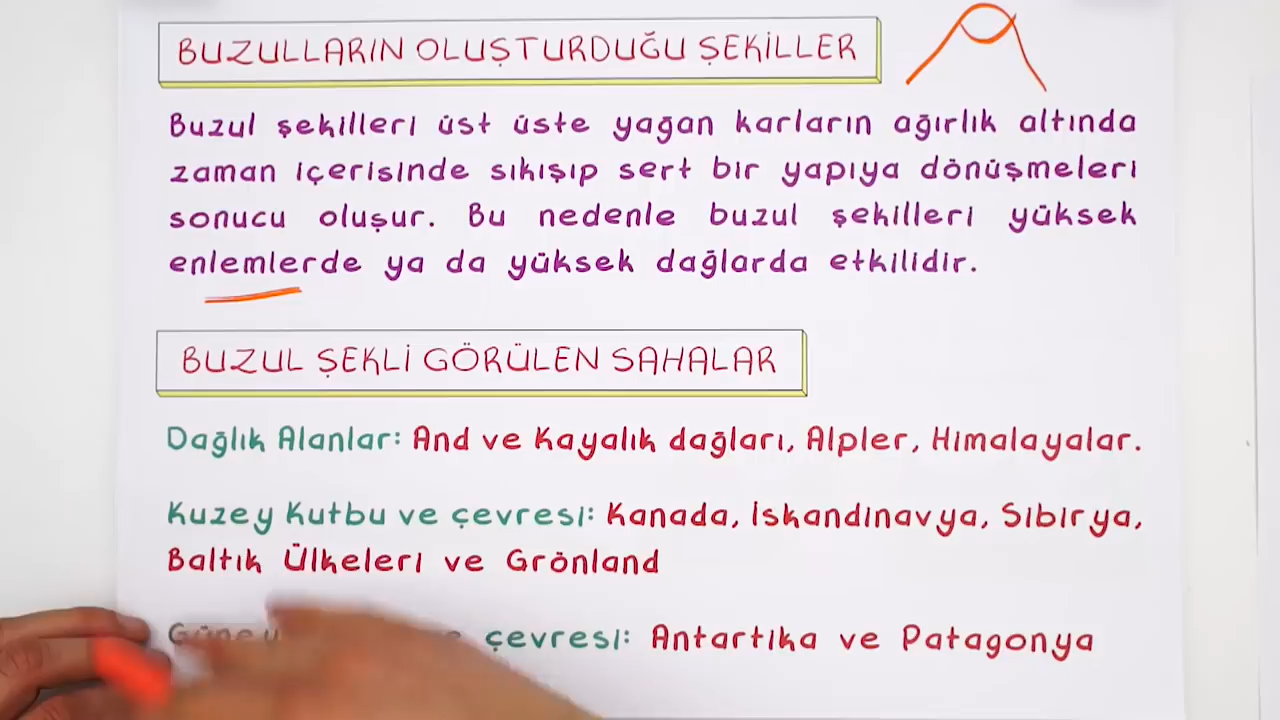 BUZULLARIN OLUŞTURDUĞU ŞEKİLLER
Buzul şekilleri üst üste yağan karların ağırlık altında
zaman içerisinde sıkışıp sert bir yapıya dönüşmeleri
sonucu oluşur. Bu nedenle buzul şekilleri yüksek
enlemlerde ya da yüksek dağlarda etkilidir.
BUZUL ŞEKLİ GÖRÜLEN SAHALAR
Dağlık Alanlar: And ve Kayalık dağları, Alpler, Himalayalar.
Kuzey Kutbu ve çevresi: Kanada, İskandinavya, Sibirya,
Baltık Ülkeleri ve Grönland
Güney çevresi: Antartika ve Patagonya